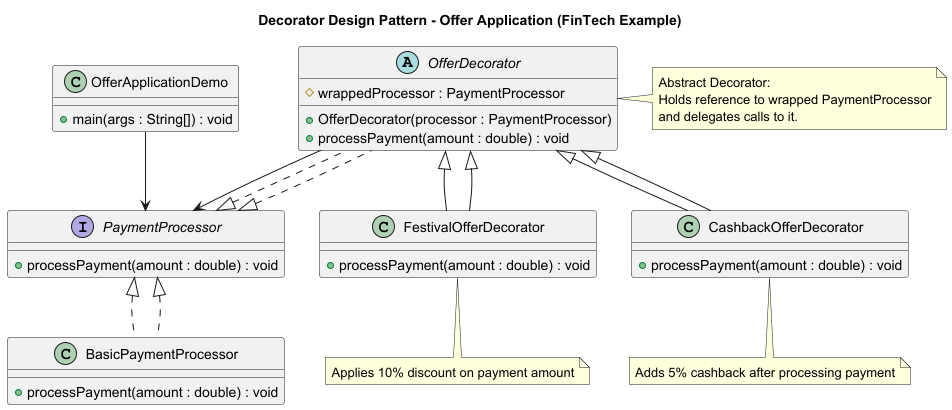 Decorator Design Pattern - Offer Application (FinTech Example)
C OfferApplicationDemo
main(args : String[]) : void
A OfferDecorator
wrappedProcessor : PaymentProcessor
OfferDecorator(processor : PaymentProcessor)
processPayment(amount : double) : void
Abstract Decorator:
Holds reference to wrapped PaymentProcessor
and delegates calls to it.
I PaymentProcessor
processPayment(amount : double) : void
C FestivalOfferDecorator
processPayment(amount : double) : void
C CashbackOfferDecorator
processPayment(amount : double) : void
C BasicPaymentProcessor
processPayment(amount : double) : void
Applies 10% discount on payment amount
Adds 5% cashback after processing payment